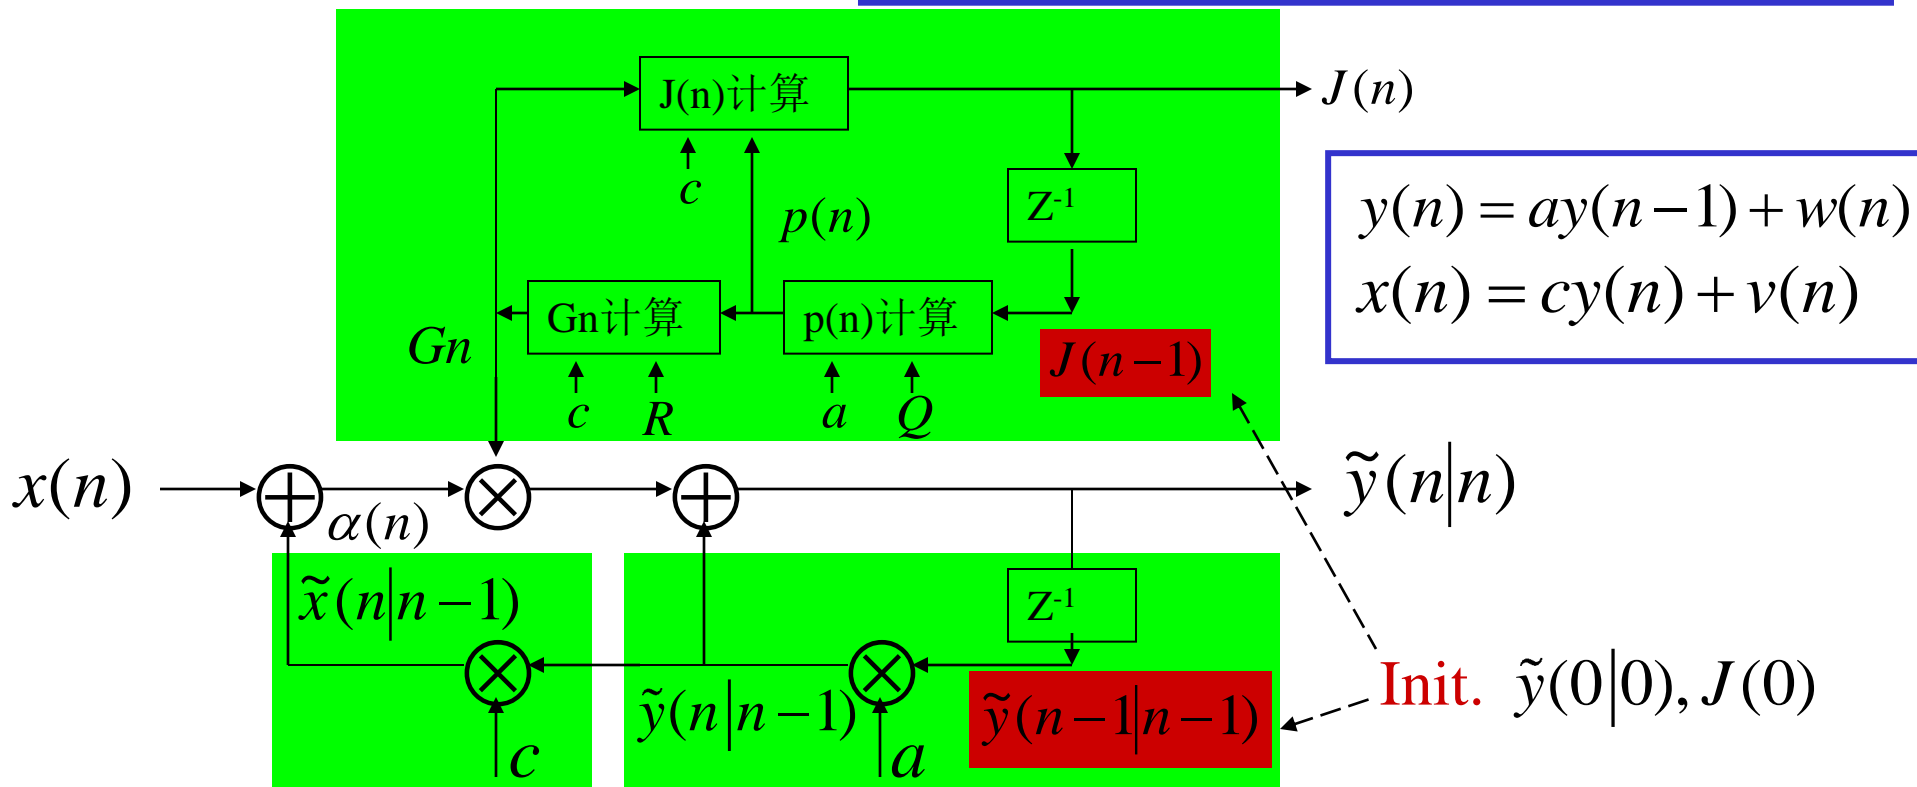 J(n)计算
J(n)
c
Z⁻¹
y(n) = ay(n−1) + w(n)
p(n)
x(n) = cy(n) + v(n)
Gn计算
p(n)计算
Gn
J(n−1)
c
R
a
Q
x(n)
ỹ(n|n)
α(n)
x̃(n|n−1)
Z⁻¹
Init. ỹ(0|0), J(0)
ỹ(n|n−1)
ỹ(n−1|n−1)
c
a